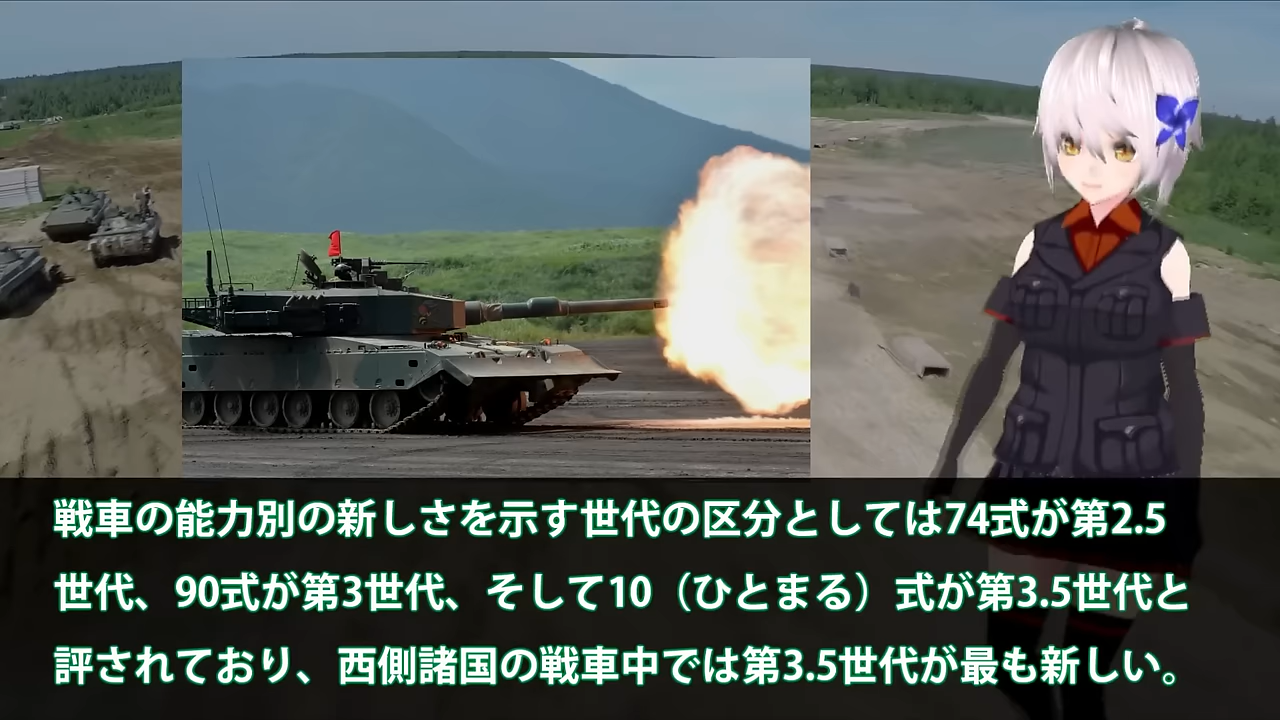 戦車の能力別の新しさを示す世代の区分としては74式が第2.5
世代、90式が第3世代、そして10（ひとまる）式が第3.5世代と
評されており、西側諸国の戦車中では第3.5世代が最も新しい。